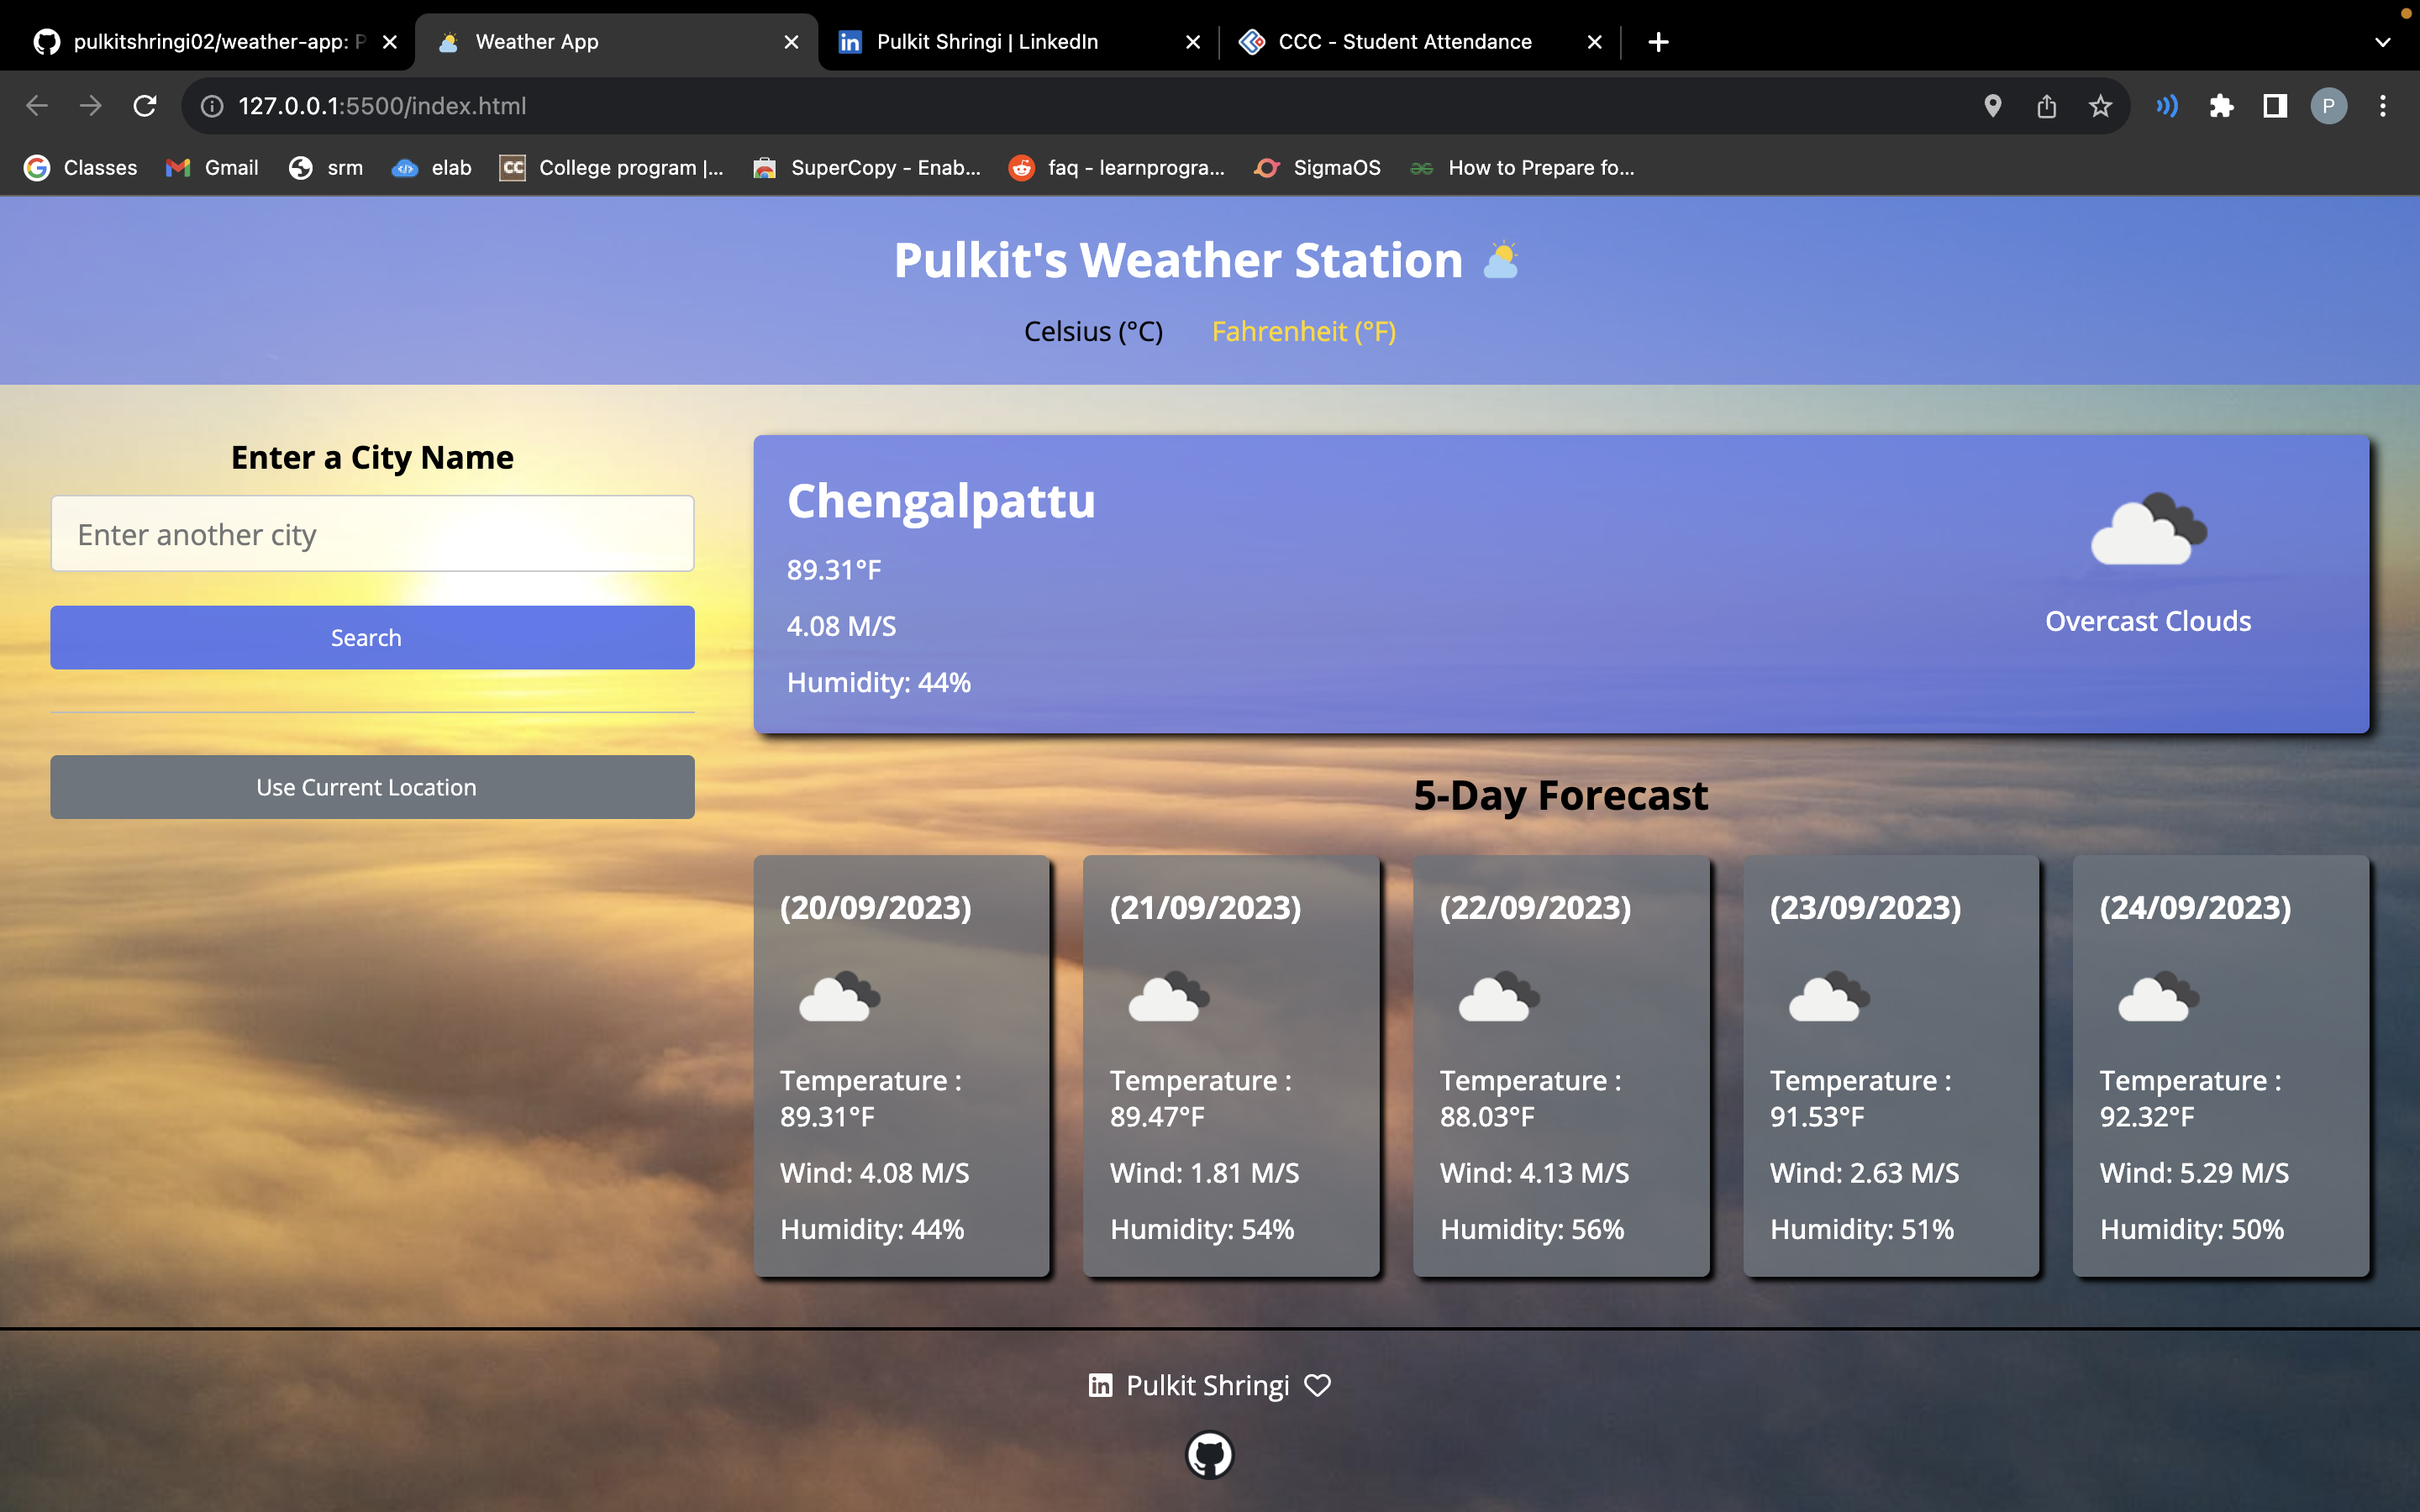 pulkitshringi02/weather-app: P
Weather App
Pulkit Shringi | LinkedIn
CCC - Student Attendance
127.0.0.1:5500/index.html
P
Classes
Gmail
srm
elab
CC
College program |...
SuperCopy - Enab...
faq - learnprogra...
SigmaOS
How to Prepare fo...
Pulkit's Weather Station
Celsius (°C)
Fahrenheit (°F)
Enter a City Name
Enter another city
Search
Use Current Location
Chengalpattu
89.31°F
4.08 M/S
Humidity: 44%
Overcast Clouds
5-Day Forecast
(20/09/2023)
Temperature :
89.31°F
Wind: 4.08 M/S
Humidity: 44%
(21/09/2023)
Temperature :
89.47°F
Wind: 1.81 M/S
Humidity: 54%
(22/09/2023)
Temperature :
88.03°F
Wind: 4.13 M/S
Humidity: 56%
(23/09/2023)
Temperature :
91.53°F
Wind: 2.63 M/S
Humidity: 51%
(24/09/2023)
Temperature :
92.32°F
Wind: 5.29 M/S
Humidity: 50%
in Pulkit Shringi